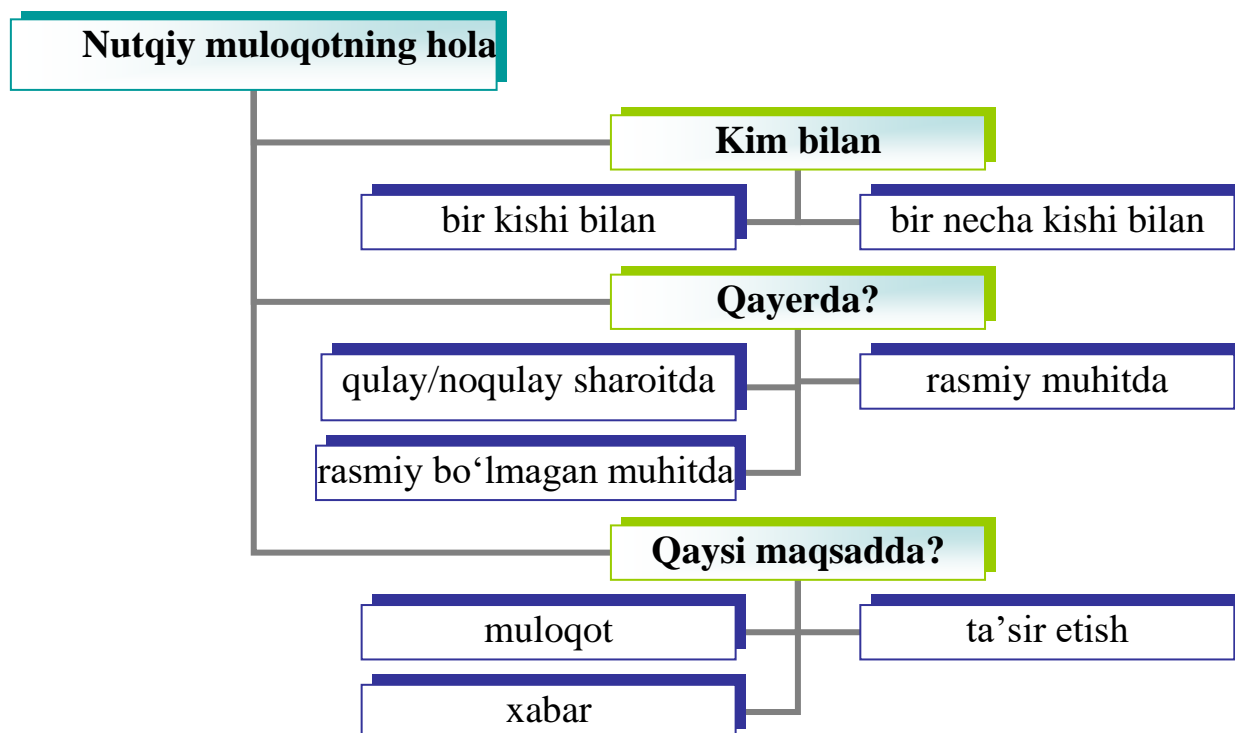 Nutqiy muloqotning hola
Kim bilan
bir kishi bilan
bir necha kishi bilan
Qayerda?
qulay/noqulay sharoitda
rasmiy muhitda
rasmiy bo‘lmagan muhitda
Qaysi maqsadda?
muloqot
ta’sir etish
xabar